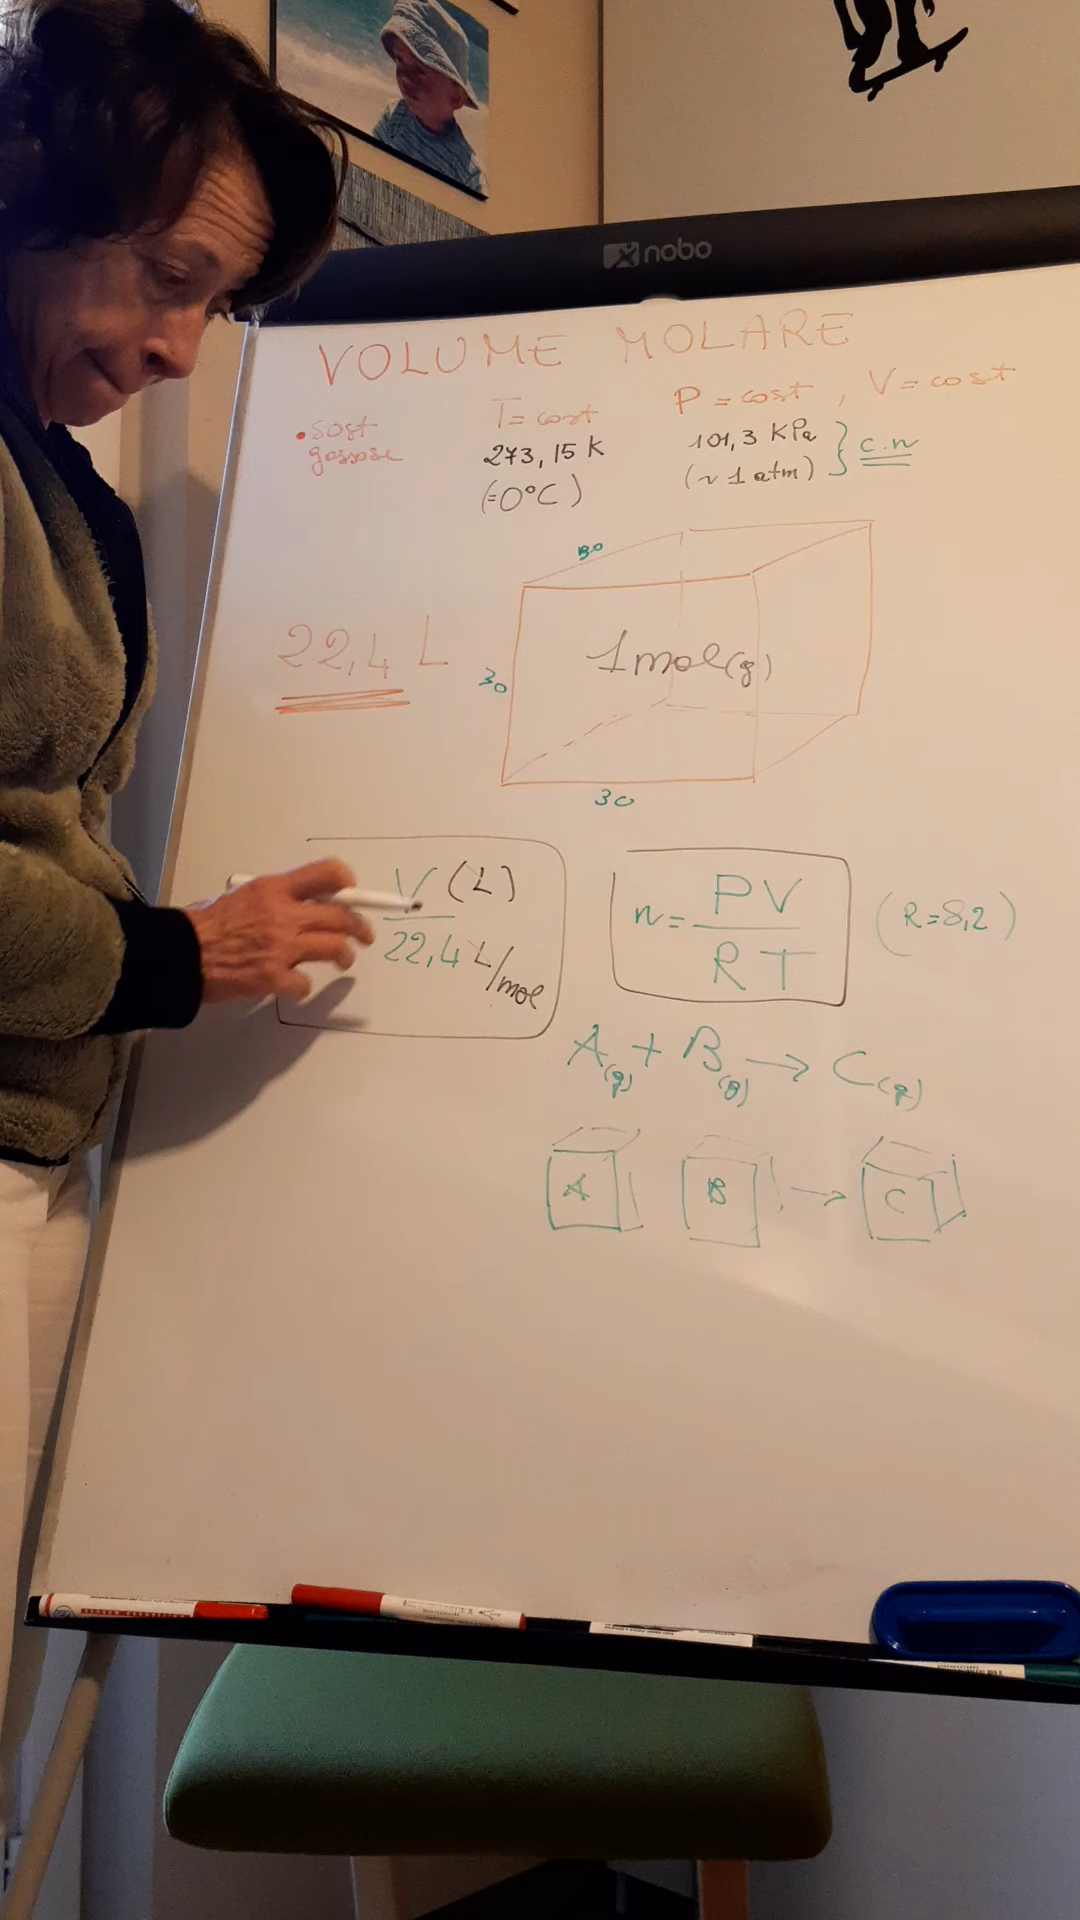 nobo
VOLUME MOLARE
• sost gassose
T = cost
273,15 K
(=0°C)
P = cost , V = cost
101,3 KPa
(~ 1 atm)
} c.n
22,4 L
30
30
30
1mol(g)
V (L)
22,4 L/mol
n = PV
RT
(R=8,2)
A(g) + B(g) → C(g)
A B → C